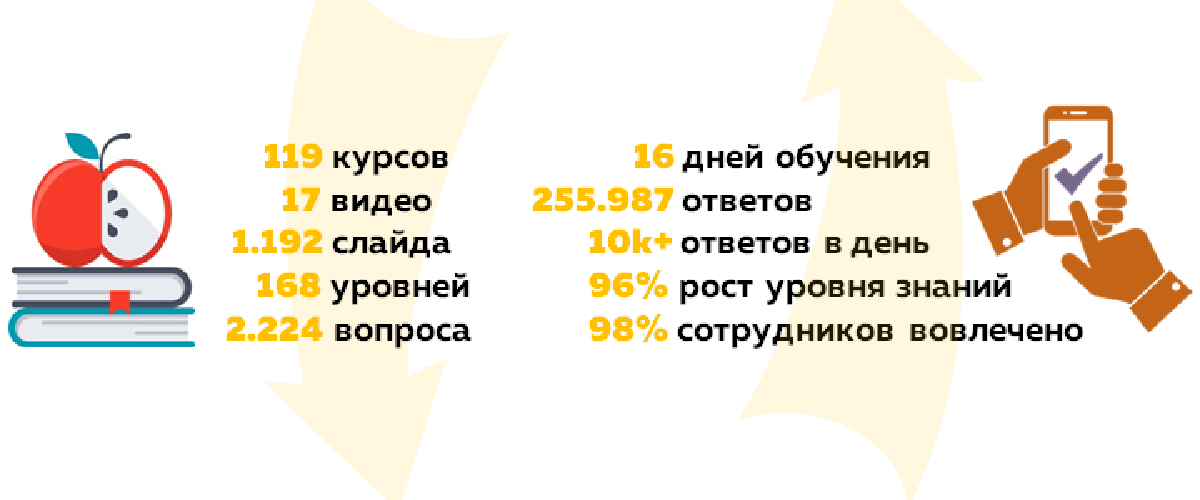 119 курсов
17 видео
1.192 слайда
168 уровней
2.224 вопроса
16 дней обучения
255.987 ответов
10k+ ответов в день
96% рост уровня знаний
98% сотрудников вовлечено